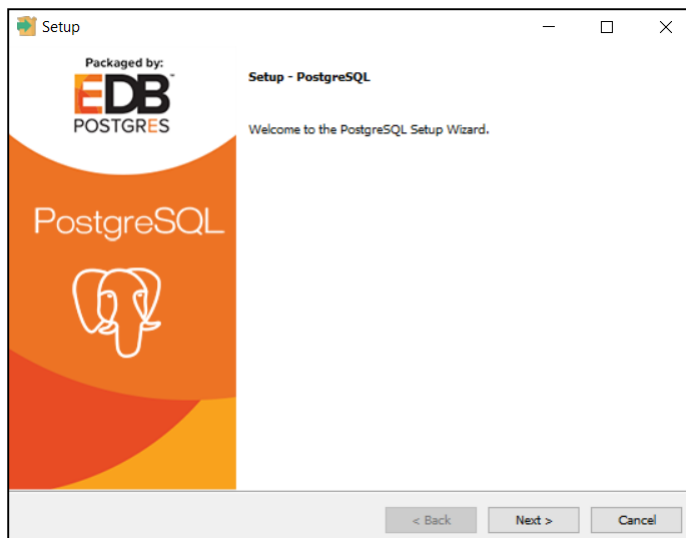 Setup
Packaged by:
EDB
POSTGRES
PostgreSQL
Setup - PostgreSQL
Welcome to the PostgreSQL Setup Wizard.
< Back
Next >
Cancel